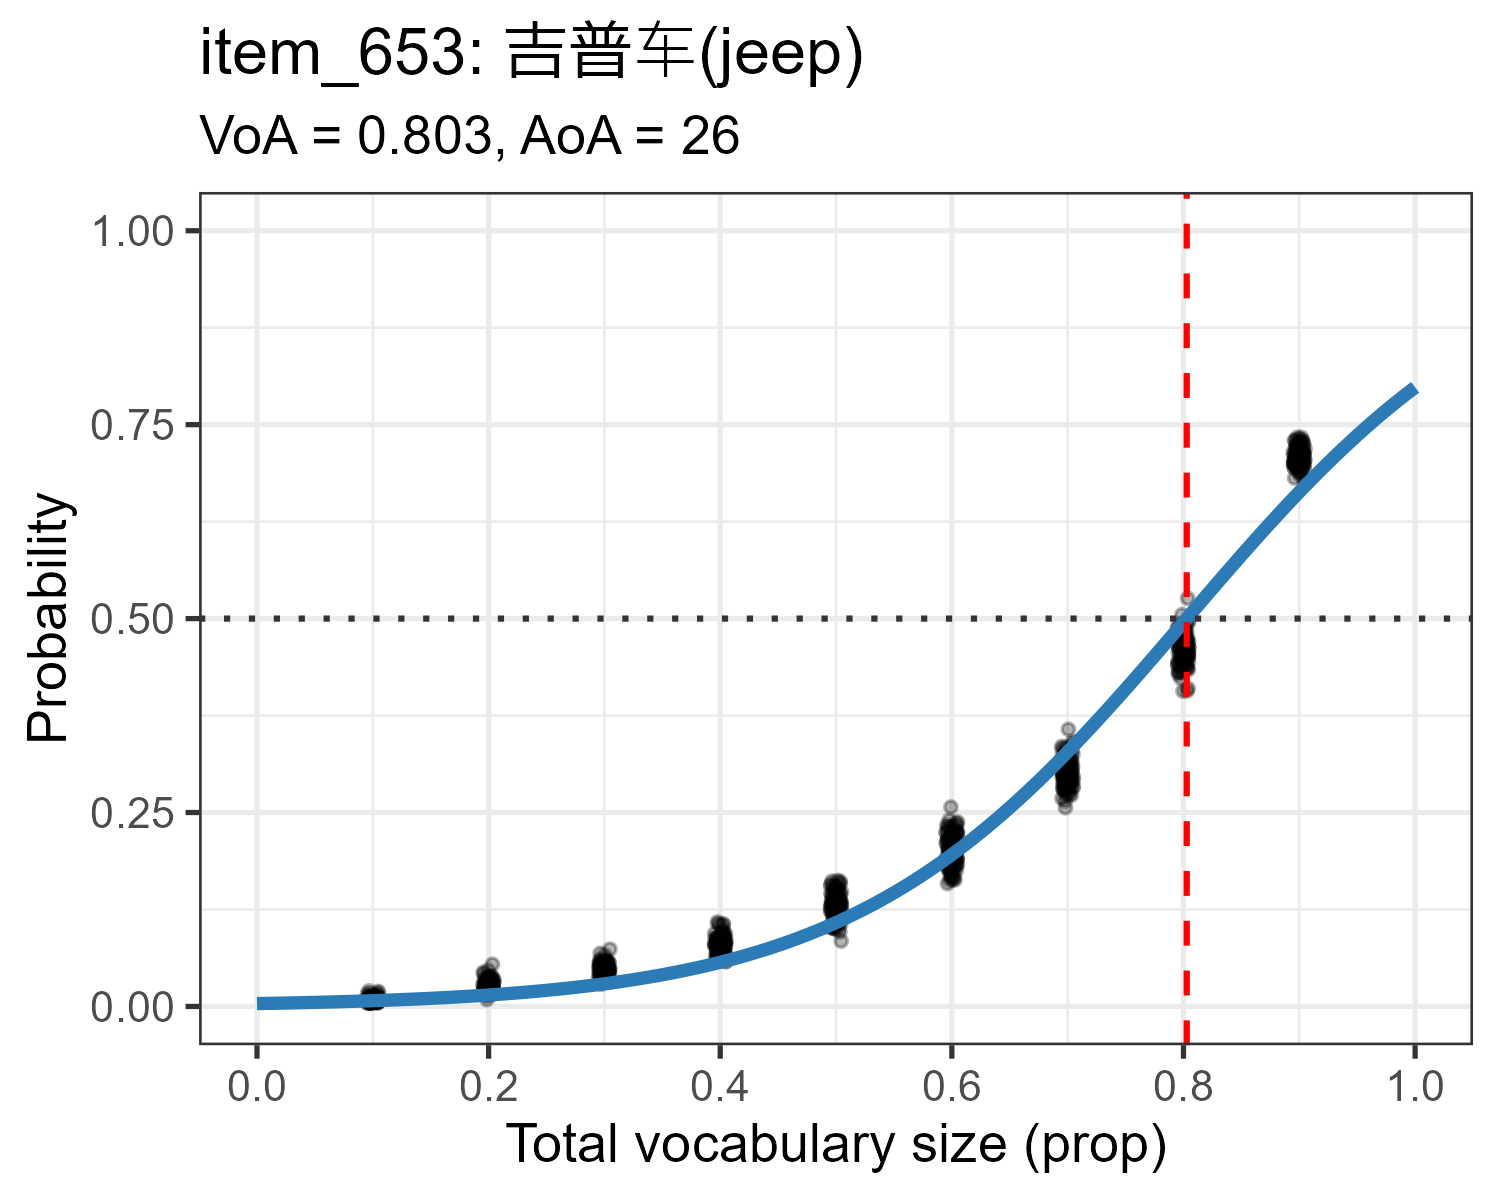 item_653: 吉普车(jeep)
VoA = 0.803, AoA = 26
1.00
0.75
0.50
0.25
0.00
Probability
0.0 0.2 0.4 0.6 0.8 1.0
Total vocabulary size (prop)